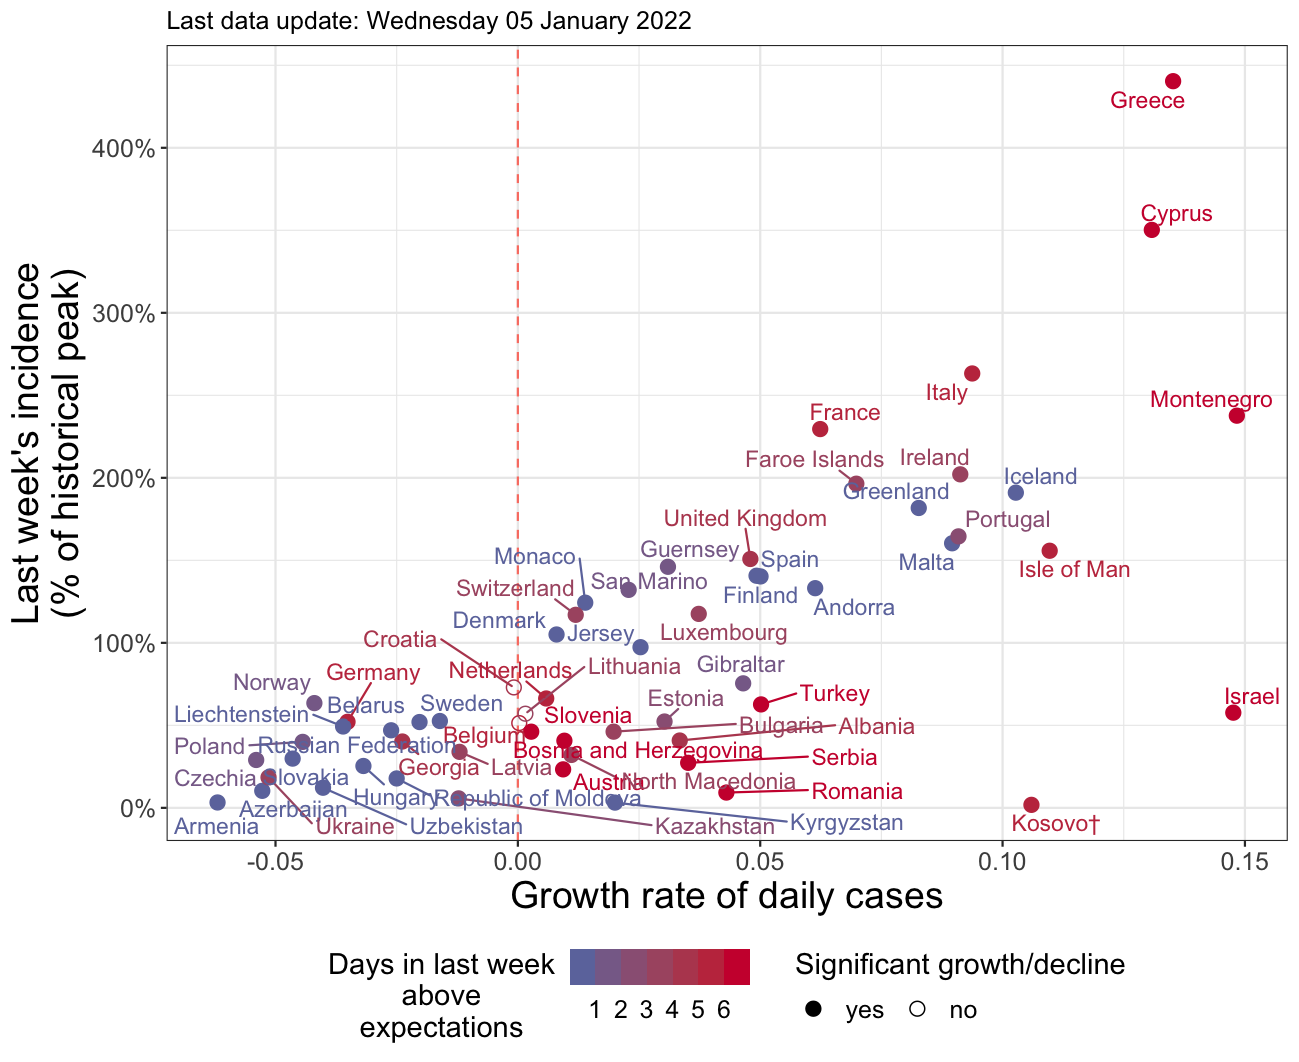 Last data update: Wednesday 05 January 2022
Last week's incidence
(% of historical peak)
400%
300%
200%
100%
0%
Greece
Cyprus
Italy
Montenegro
France
Faroe Islands
Ireland
Greenland
Iceland
United Kingdom
Portugal
Guernsey
Spain
Monaco
Malta
Isle of Man
Switzerland
San Marino
Finland
Andorra
Denmark
Jersey
Luxembourg
Croatia
Netherlands
Lithuania
Gibraltar
Germany
Norway
Belarus
Sweden
Estonia
Turkey
Israel
Liechtenstein
Slovenia
Bulgaria
Albania
Belgium
Poland
Russian Federation
Bosnia and Herzegovina
Serbia
Georgia
Latvia
Czechia
Slovakia
Austria
North Macedonia
Romania
Hungary
Republic of Moldova
Azerbaijan
Armenia
Ukraine
Uzbekistan
Kazakhstan
Kyrgyzstan
Kosovo†
-0.05
0.00
0.05
0.10
0.15
Growth rate of daily cases
Days in last week
above
expectations
1 2 3 4 5 6
Significant growth/decline
yes
no